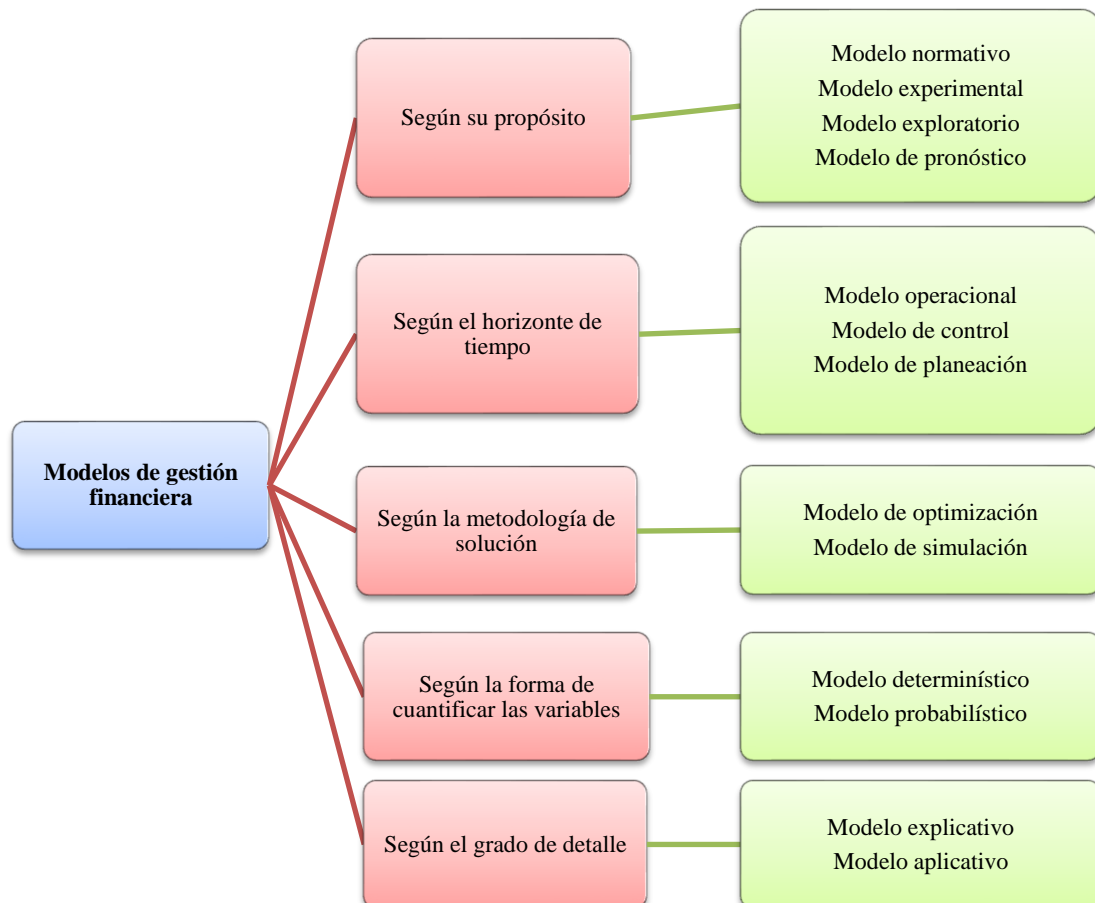 Modelos de gestión
financiera
Según su propósito
Modelo normativo
Modelo experimental
Modelo exploratorio
Modelo de pronóstico
Según el horizonte de
tiempo
Modelo operacional
Modelo de control
Modelo de planeación
Según la metodología de
solución
Modelo de optimización
Modelo de simulación
Según la forma de
cuantificar las variables
Modelo determinístico
Modelo probabilístico
Según el grado de detalle
Modelo explicativo
Modelo aplicativo